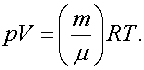 pV = (m/μ) RT.